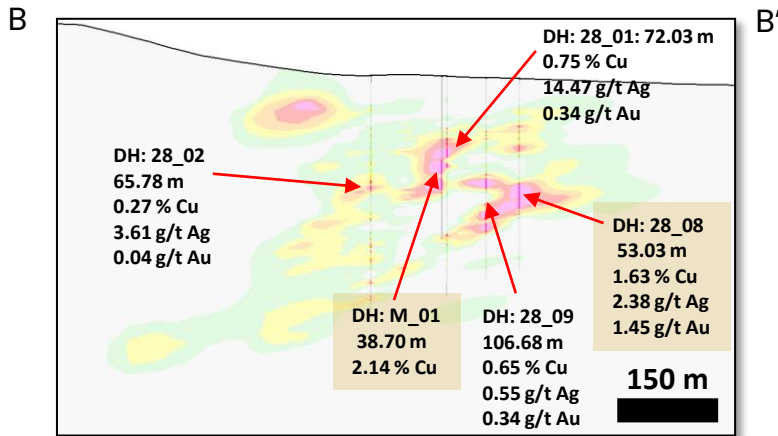 B
B'
DH: 28_01: 72.03 m
0.75 % Cu
14.47 g/t Ag
0.34 g/t Au
DH: 28_02
65.78 m
0.27 % Cu
3.61 g/t Ag
0.04 g/t Au
DH: M_01
38.70 m
2.14 % Cu
DH: 28_09
106.68 m
0.65 % Cu
0.55 g/t Ag
0.34 g/t Au
DH: 28_08
53.03 m
1.63 % Cu
2.38 g/t Ag
1.45 g/t Au
150 m